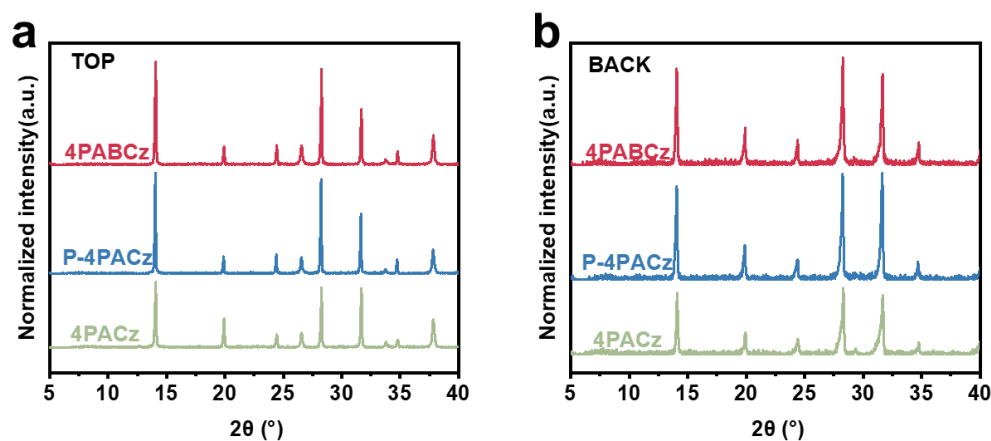 a
TOP
Normalized intensity(a.u.)
4PABCz
P-4PACz
4PACz
5 10 15 20 25 30 35 40
2θ (°)
b
BACK
Normalized intensity(a.u.)
4PABCz
P-4PACz
4PACz
5 10 15 20 25 30 35 40
2θ (°)